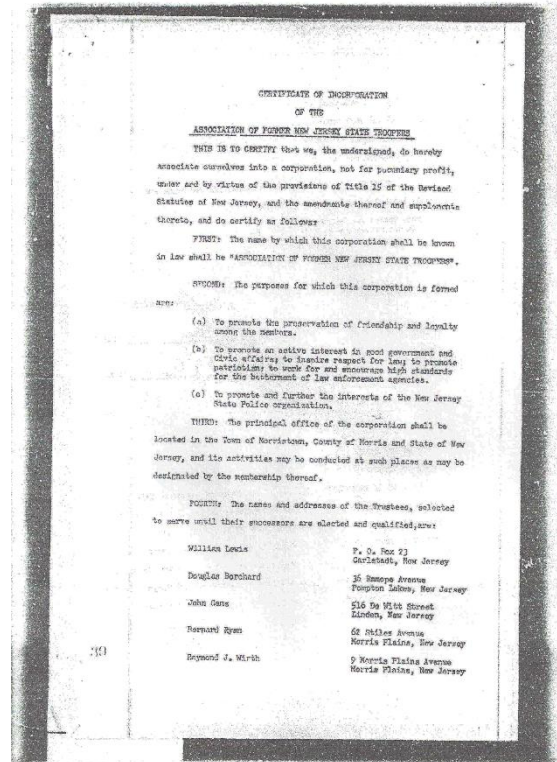 CERTIFICATE OF INCORPORATION
OF THE
ASSOCIATION OF FORMER NEW JERSEY STATE TROOPERS
THIS IS TO CERTIFY that we, the undersigned, do hereby
associate ourselves into a corporation, not for pecuniary profit,
under and by virtue of the provisions of Title 15 of the Revised
Statutes of New Jersey, and the amendments thereof and supplements
thereto, and do certify as follows:
FIRST: The name by which this corporation shall be known
in law shall be "ASSOCIATION OF FORMER NEW JERSEY STATE TROOPERS".
SECOND: The purposes for which this corporation is formed
are:
(a) To promote the preservation of friendship and loyalty
among the members.
(b) To promote an active interest in good government and
Civic affairs; to inspire respect for law; to promote
patriotism; to work for and encourage high standards
for the betterment of law enforcement agencies.
(c) To promote and further the interests of the New Jersey
State Police organization.
THIRD: The principal office of the corporation shall be
located in the Town of Morristown, County of Morris and State of New
Jersey, and its activities may be conducted at such places as may be
designated by the membership thereof.
FOURTH: The names and addresses of the Trustees, selected
to serve until their successors are elected and qualified,are:
William Lewis
P. O. Box 23
Carlstadt, New Jersey
Douglas Borchard
36 Ramapo Avenue
Pompton Lakes, New Jersey
John Gans
516 De Witt Street
Linden, New Jersey
Bernard Ryan
62 Stiles Avenue
Morris Plains, New Jersey
Raymond J. Wirth
9 Morris Plains Avenue
Morris Plains, New Jersey
39